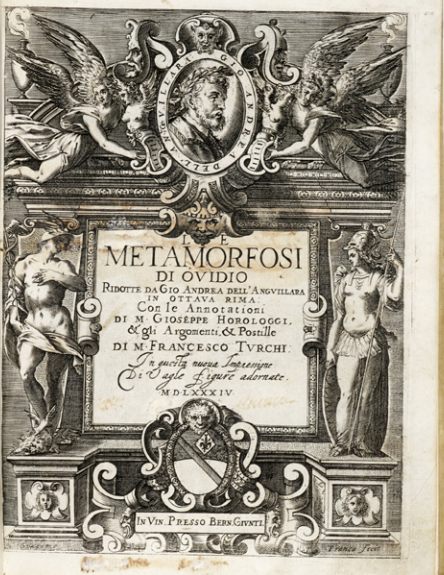 GIO ANDREA DELL'ANGVILLARA
LE
METAMORFOSI
DI OVIDIO
RIDOTTE DA GIO ANDREA DELL'ANGVILLARA
IN OTTAVA RIMA.
Con le Annotationi
DI M. GIOSEPPE HOROLOGGI,
& gli Argomenti, & Postille
DI M. FRANCESCO TVRCHI.
In questa nuoua Impressione
Di Vaghe Figure adornate.
MDLXXXIV
IN VIN. PRESSO BERN. GIVNTI.
Franco fecit